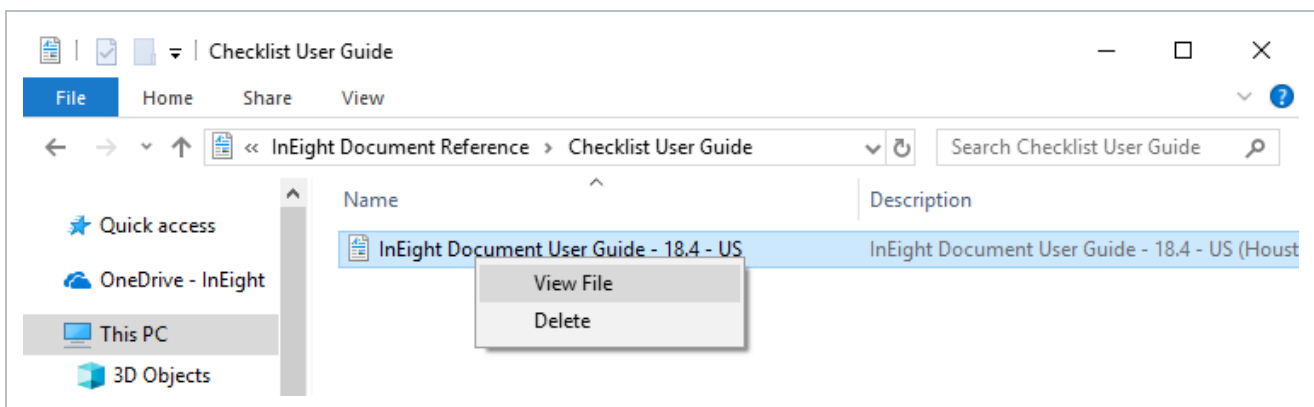 Checklist User Guide
File Home Share View
« InEight Document Reference > Checklist User Guide Search Checklist User Guide
Name Description
Quick access
InEight Document User Guide - 18.4 - US InEight Document User Guide - 18.4 - US (Houst
View File
OneDrive - InEight
Delete
This PC
3D Objects